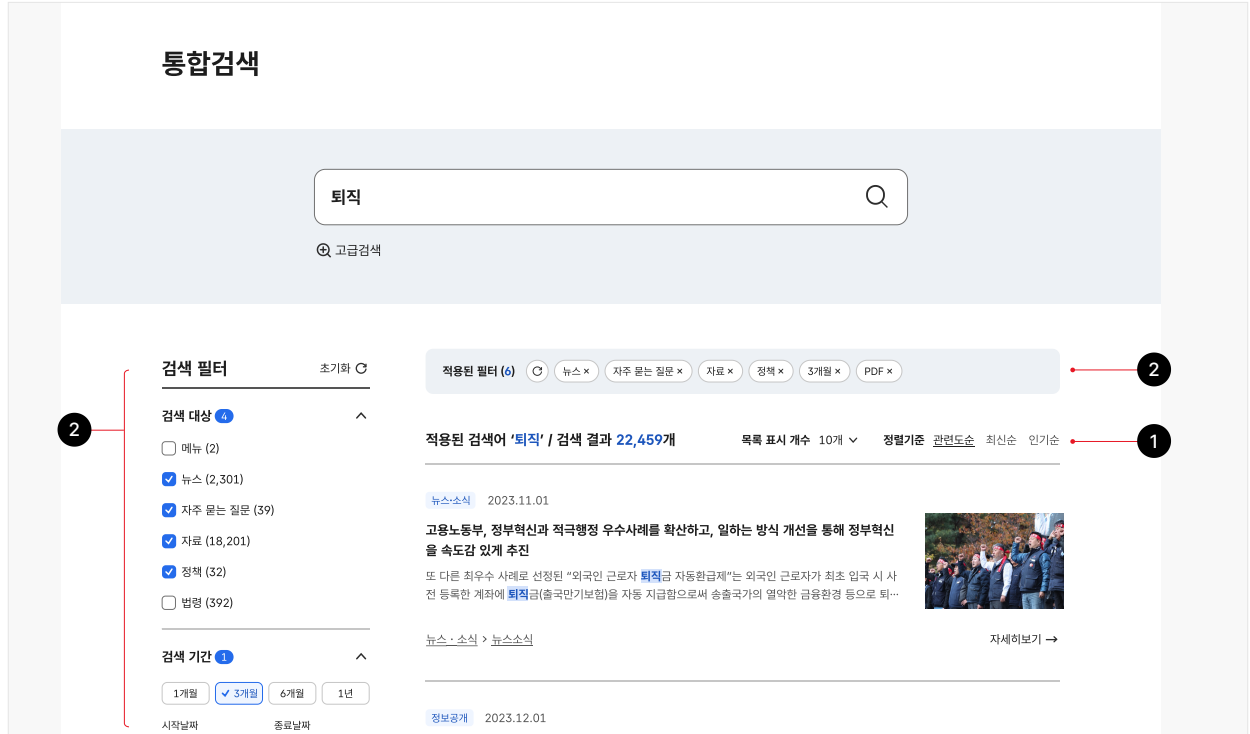 통합검색
퇴직
고급검색
검색 필터 초기화
2
검색 대상 4
메뉴 (2)
뉴스 (2,301)
자주 묻는 질문 (39)
자료 (18,201)
정책 (32)
법령 (392)
검색 기간 1
1개월 3개월 6개월 1년
시작날짜 종료날짜
적용된 필터 (6) 뉴스 × 자주 묻는 질문 × 자료 × 정책 × 3개월 × PDF ×
2
적용된 검색어 ‘퇴직’ / 검색 결과 22,459개 목록 표시 개수 10개 정렬기준 관련도순 최신순 인기순
1
뉴스·소식 2023.11.01
고용노동부, 정부혁신과 적극행정 우수사례를 확산하고, 일하는 방식 개선을 통해 정부혁신
을 속도감 있게 추진
또 다른 최우수 사례로 선정된 “외국인 근로자 퇴직금 자동환급제”는 외국인 근로자가 최초 입국 시 사
전 등록한 계좌에 퇴직금(출국만기보험)을 자동 지급함으로써 송출국가의 열악한 금융환경 등으로 퇴…
뉴스 · 소식 > 뉴스소식 자세히보기 →
정보공개 2023.12.01